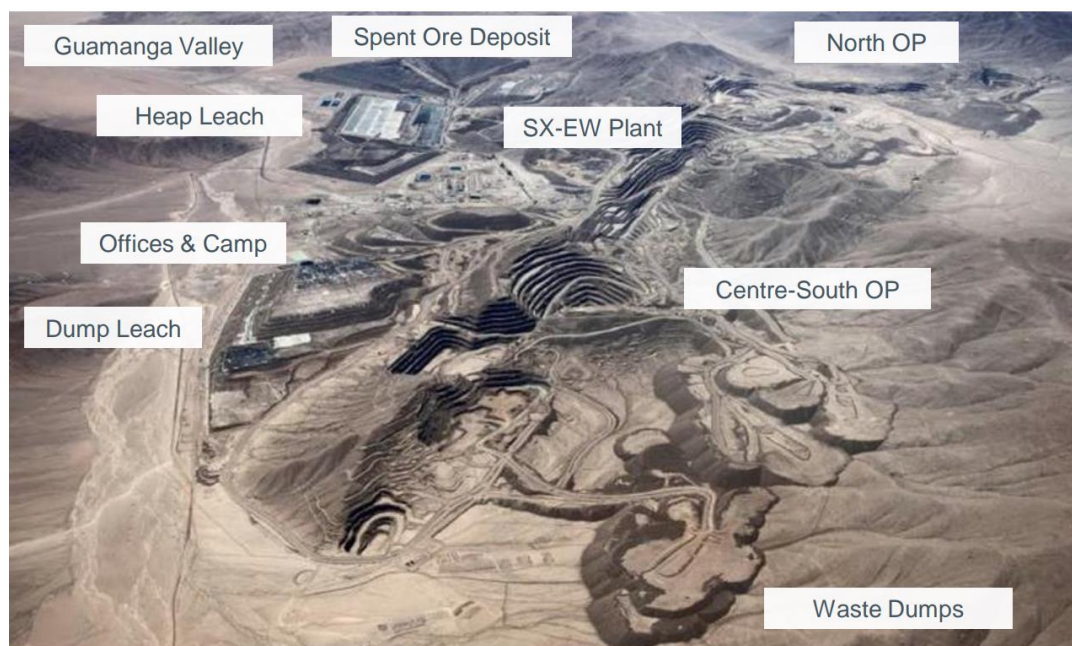 Guamanga Valley
Spent Ore Deposit
North OP
Heap Leach
SX-EW Plant
Offices & Camp
Centre-South OP
Dump Leach
Waste Dumps